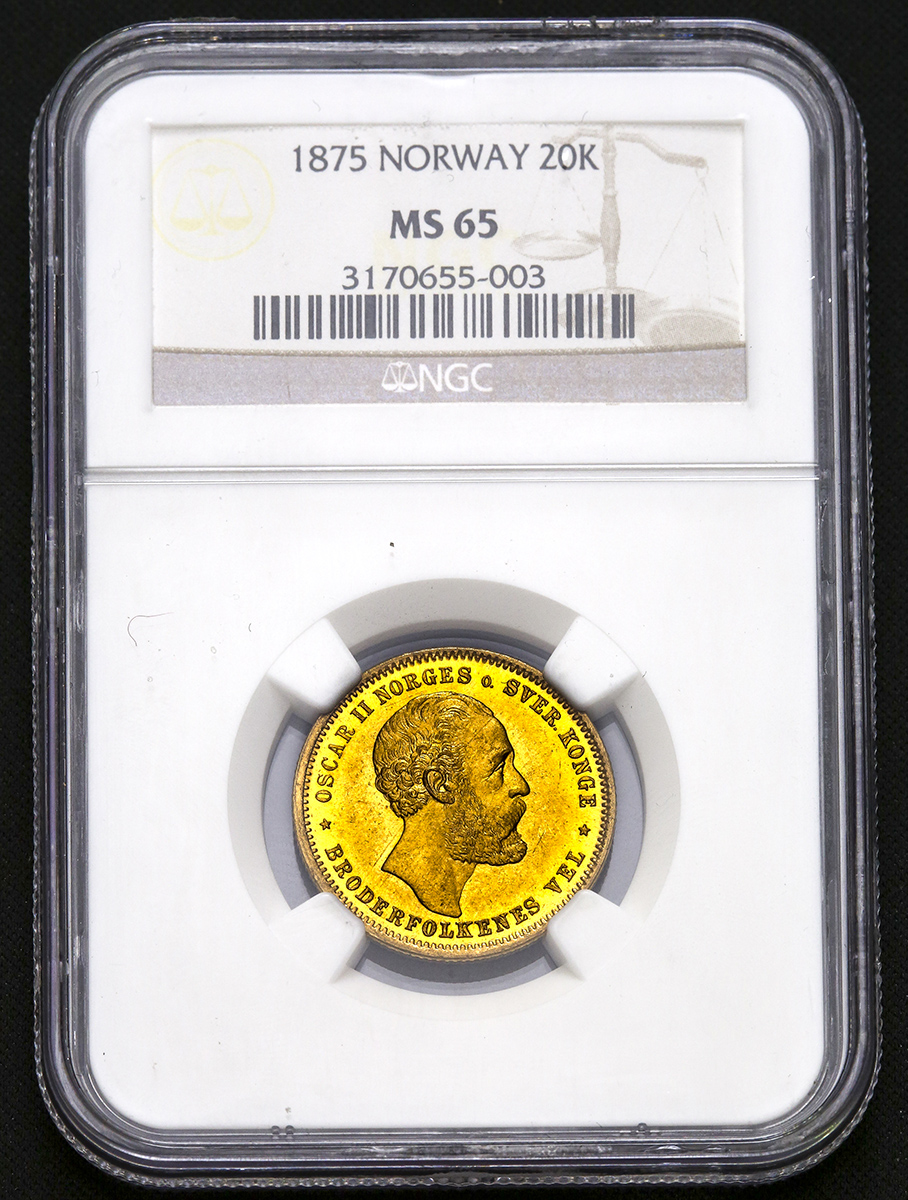 1875 NORWAY 20K
MS 65
3170655-003
NGC
OSCAR II NORGES O. SVER. KONGE
★ BRODERFOLKENES VEL ★